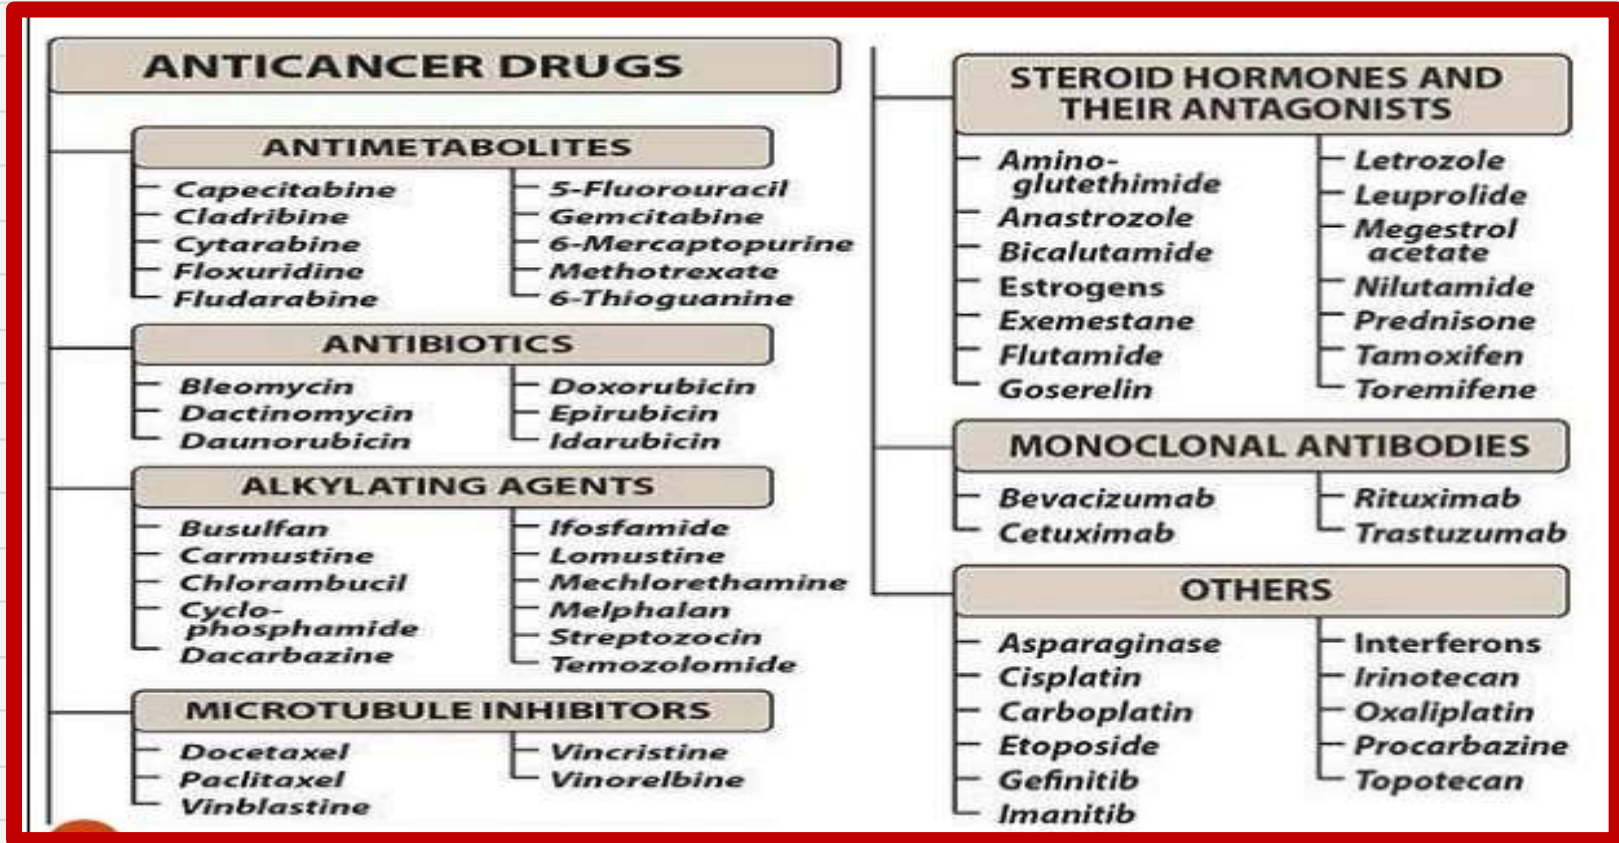 ANTICANCER DRUGS
ANTIMETABOLITES
Capecitabine
Cladribine
Cytarabine
Floxuridine
Fludarabine
5-Fluorouracil
Gemcitabine
6-Mercaptopurine
Methotrexate
6-Thioguanine
ANTIBIOTICS
Bleomycin
Dactinomycin
Daunorubicin
Doxorubicin
Epirubicin
Idarubicin
ALKYLATING AGENTS
Busulfan
Carmustine
Chlorambucil
Cyclo-
phosphamide
Dacarbazine
Ifosfamide
Lomustine
Mechlorethamine
Melphalan
Streptozocin
Temozolomide
MICROTUBULE INHIBITORS
Docetaxel
Paclitaxel
Vinblastine
Vincristine
Vinorelbine
STEROID HORMONES AND
THEIR ANTAGONISTS
Amino-
glutethimide
Anastrozole
Bicalutamide
Estrogens
Exemestane
Flutamide
Goserelin
Letrozole
Leuprolide
Megestrol
acetate
Nilutamide
Prednisone
Tamoxifen
Toremifene
MONOCLONAL ANTIBODIES
Bevacizumab
Cetuximab
Rituximab
Trastuzumab
OTHERS
Asparaginase
Cisplatin
Carboplatin
Etoposide
Gefinitib
Imanitib
Interferons
Irinotecan
Oxaliplatin
Procarbazine
Topotecan